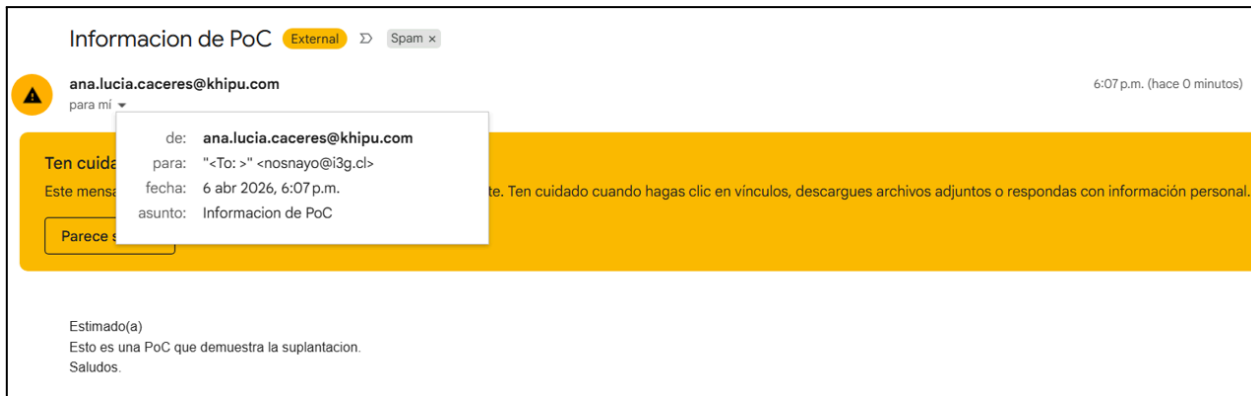 Informacion de PoC External Spam ×
ana.lucia.caceres@khipu.com 6:07 p.m. (hace 0 minutos)
para mí
de: ana.lucia.caceres@khipu.com
para: "<To: >" <nosnayo@i3g.cl>
fecha: 6 abr 2026, 6:07 p.m.
asunto: Informacion de PoC
Ten
Este te. Ten cuidado cuando hagas clic en vínculos, descargues archivos adjuntos o respondas con información personal.
Parece
Estimado(a)
Esto es una PoC que demuestra la suplantacion.
Saludos.